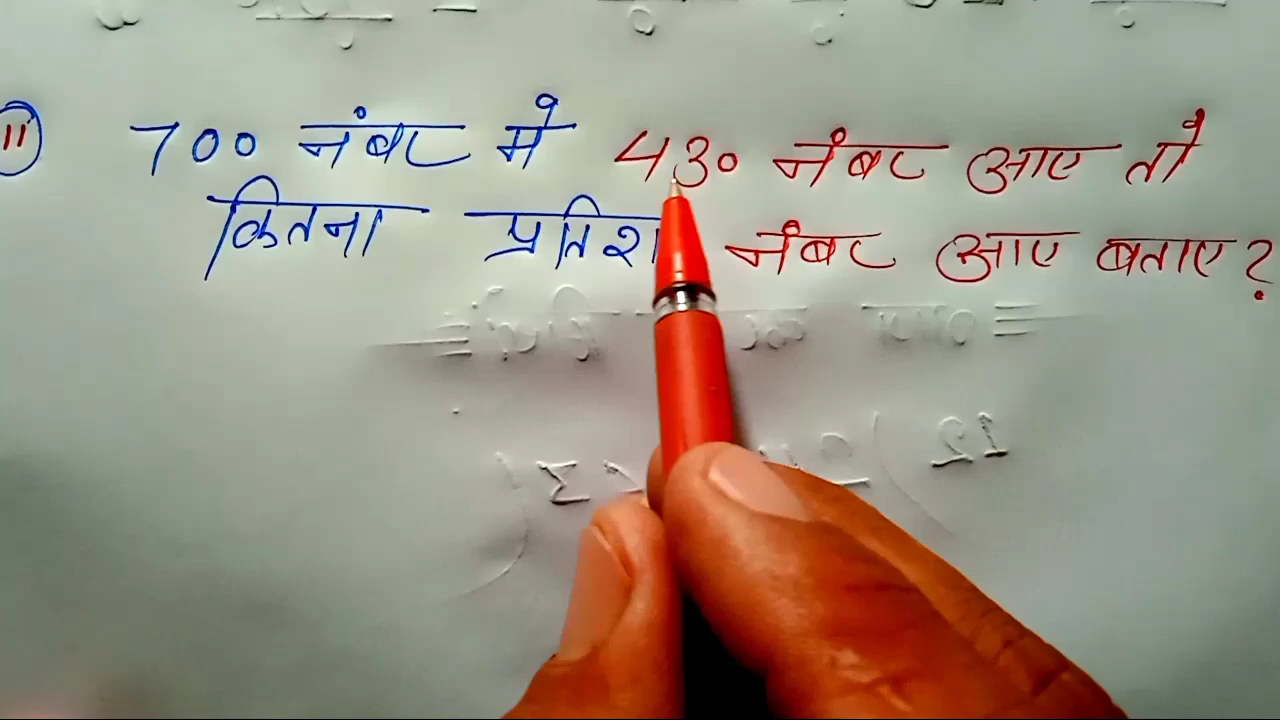 11 700 नंबर मे 430 नंबर आए तो
कितना प्रतिश नंबर आए बताए?